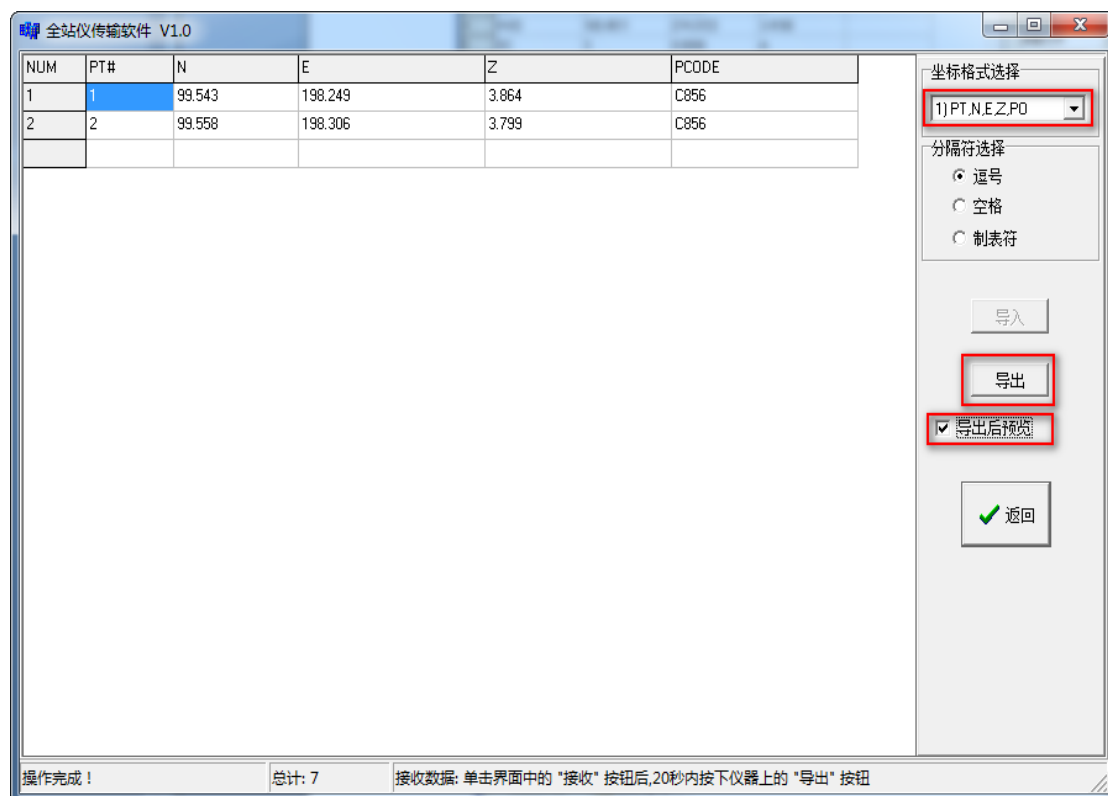 全站仪传输软件 V1.0
NUM PT# N E Z PCODE
1 1 99.543 198.249 3.864 C856
2 2 99.558 198.306 3.799 C856
坐标格式选择
1) PT,N,E,Z,PO
分隔符选择
逗号
空格
制表符
导入
导出
导出后预览
返回
操作完成！ 总计: 7 接收数据: 单击界面中的 "接收" 按钮后,20秒内按下仪器上的 "导出" 按钮